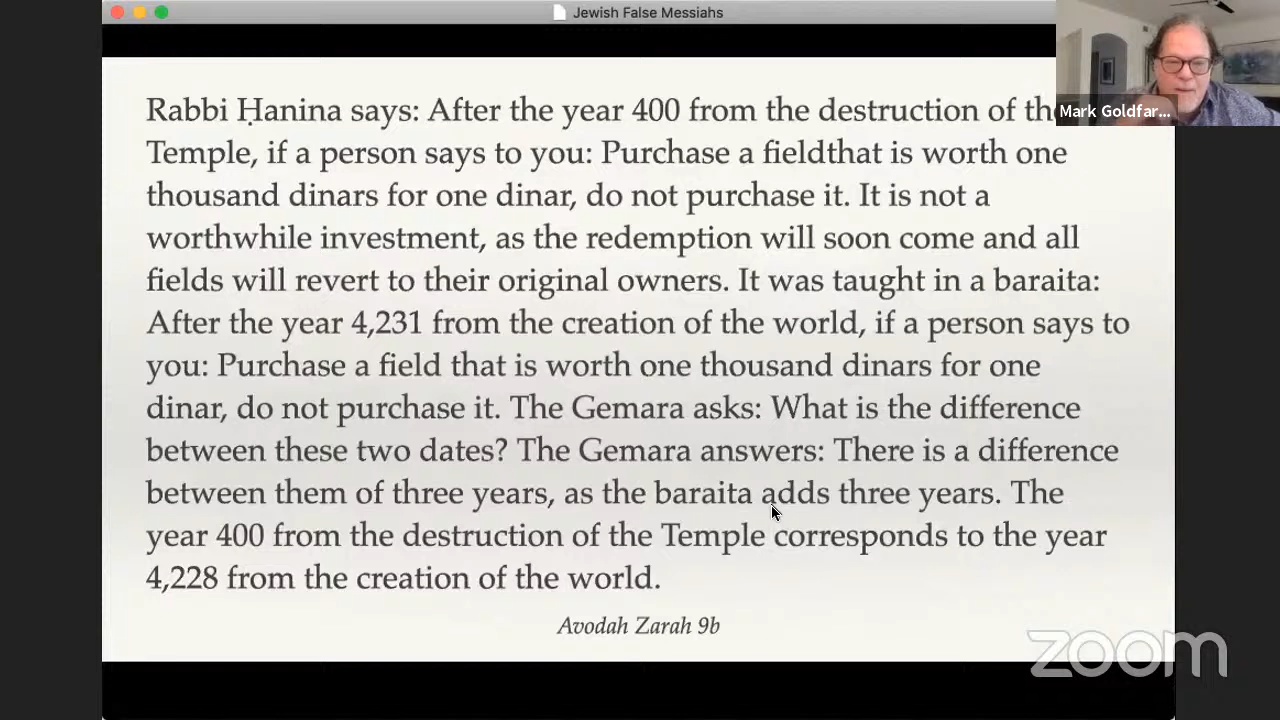 Jewish False Messiahs
Mark Goldfar...
Rabbi Ḥanina says: After the year 400 from the destruction of the
Temple, if a person says to you: Purchase a fieldthat is worth one
thousand dinars for one dinar, do not purchase it. It is not a
worthwhile investment, as the redemption will soon come and all
fields will revert to their original owners. It was taught in a baraita:
After the year 4,231 from the creation of the world, if a person says to
you: Purchase a field that is worth one thousand dinars for one
dinar, do not purchase it. The Gemara asks: What is the difference
between these two dates? The Gemara answers: There is a difference
between them of three years, as the baraita adds three years. The
year 400 from the destruction of the Temple corresponds to the year
4,228 from the creation of the world.
Avodah Zarah 9b
zoom